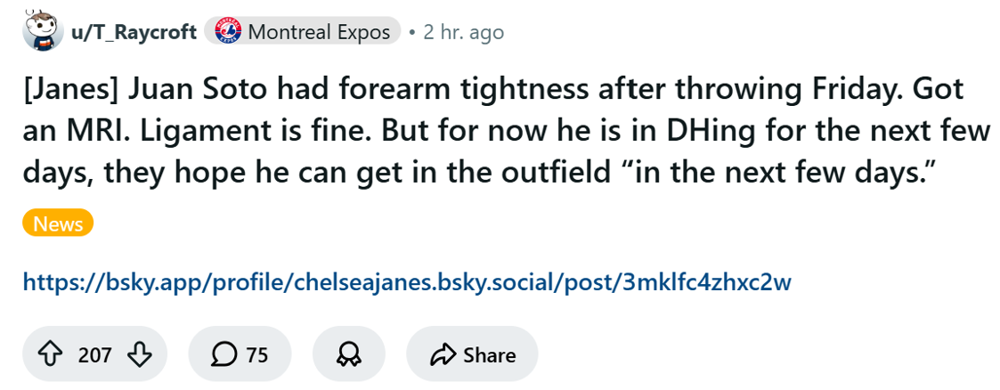 u/T_Raycroft Montreal Expos • 2 hr. ago
[Janes] Juan Soto had forearm tightness after throwing Friday. Got
an MRI. Ligament is fine. But for now he is in DHing for the next few
days, they hope he can get in the outfield “in the next few days.”
News
https://bsky.app/profile/chelseajanes.bsky.social/post/3mklfc4zhxc2w
207 75 Share